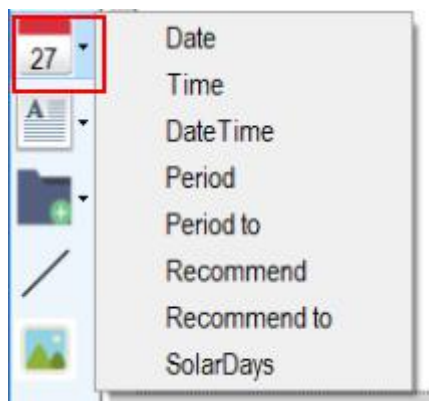 27
A
Date
Time
DateTime
Period
Period to
Recommend
Recommend to
SolarDays